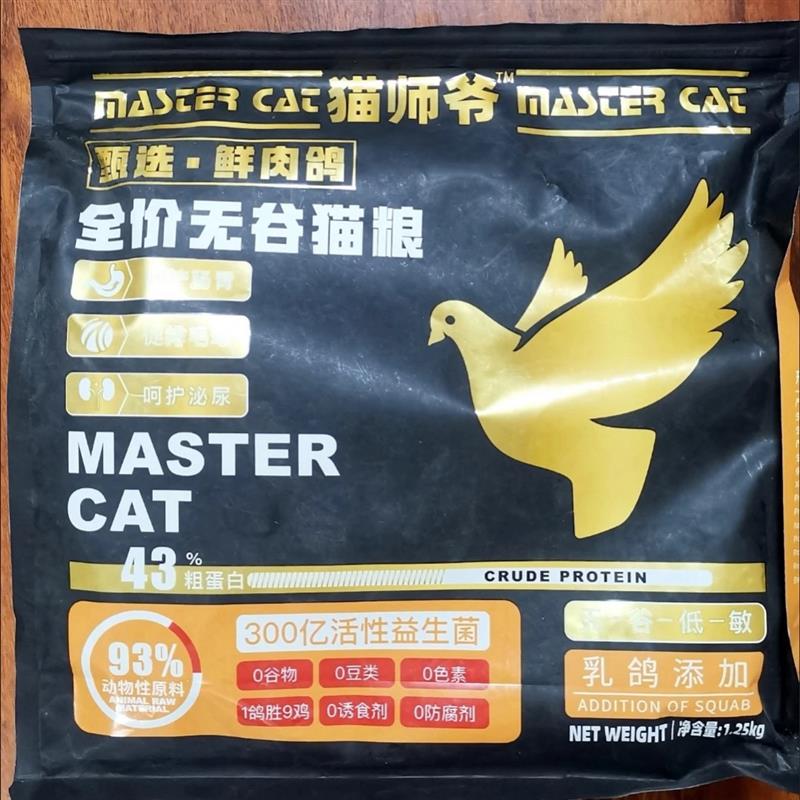 MASTER CAT 猫师爷™ MASTER CAT
甄选·鲜肉鸽
全价无谷猫粮
肠胃
呵护泌尿
MASTER
CAT
43%
粗蛋白
CRUDE PROTEIN
93%
动物性原料
ANIMAL RAW
MATERIAL
300亿活性益生菌
0谷物 0豆类 0色素
1鸽胜9鸡 0诱食剂 0防腐剂
谷-低-敏
乳鸽添加
ADDITION OF SQUAB
NET WEIGHT|净含量:1.25kg